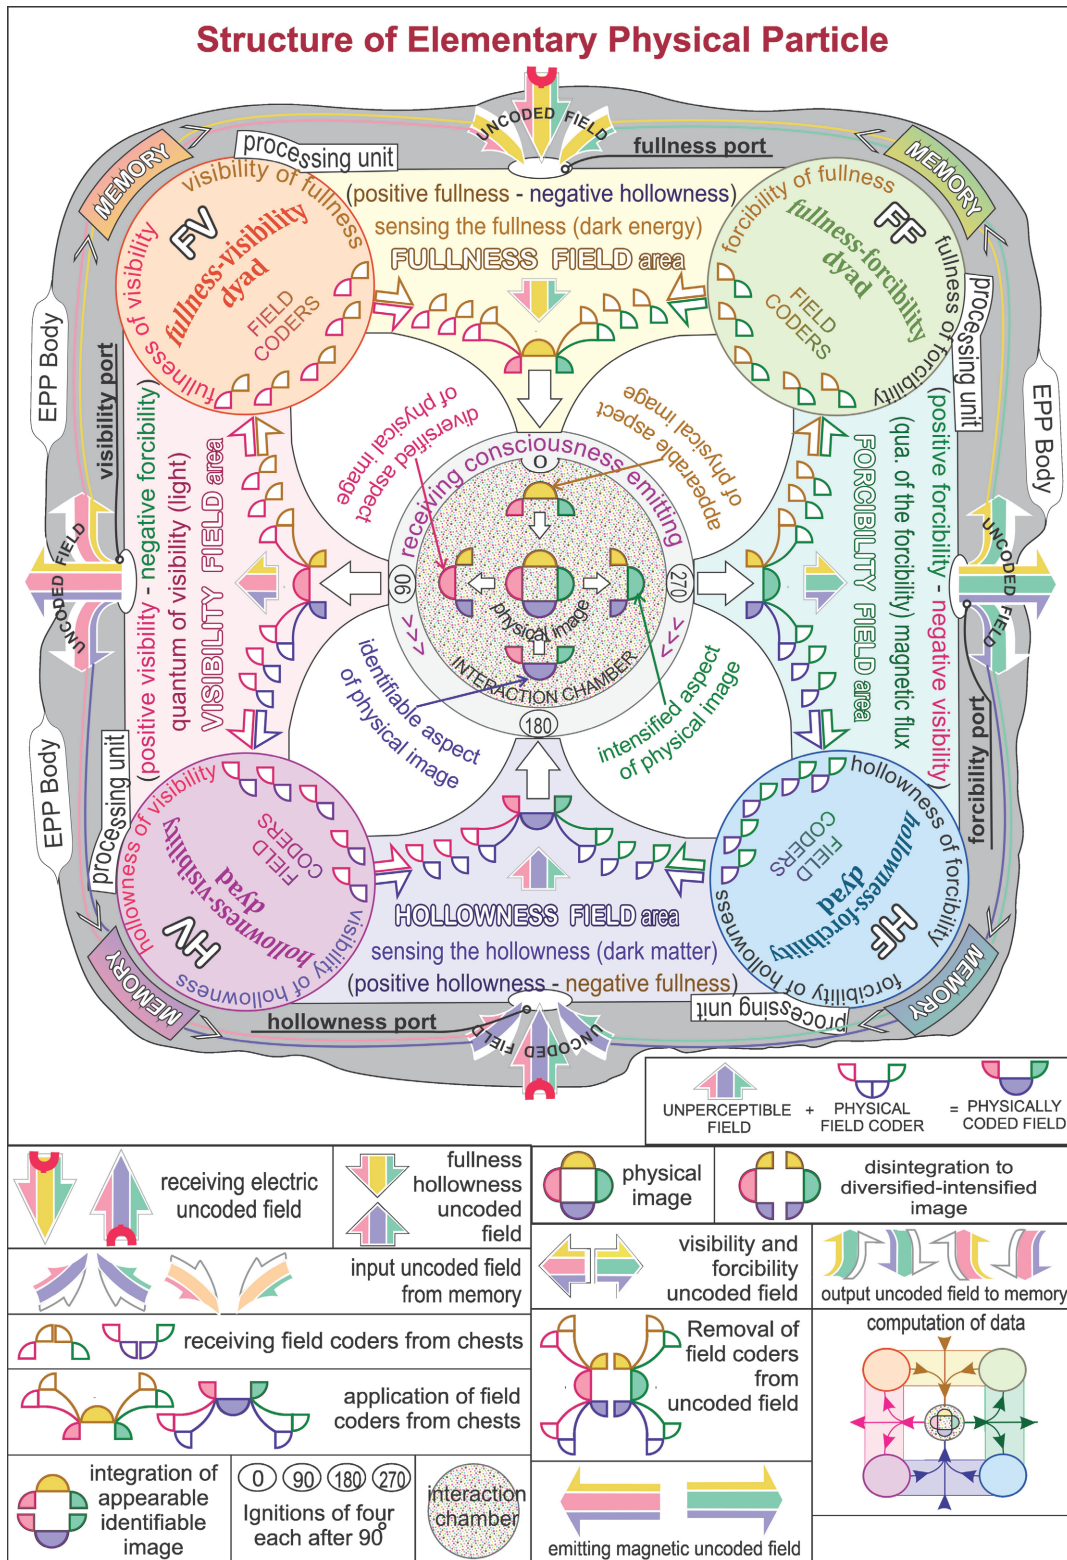 Structure of Elementary Physical Particle
UNCODED FIELD
fullness port
processing unit
MEMORY
MEMORY
visibility of fullness
fullness of visibility
FV
fullness-visibility
dyad
FIELD
CODERS
(positive fullness - negative hollowness)
sensing the fullness (dark energy)
FULLNESS FIELD area
forcibility of fullness
fullness of forcibility
FF
fullness-forcibility
dyad
FIELD
CODERS
processing unit
EPP Body
visibility port
EPP Body
UNCODED FIELD
(positive visibility - negative forcibility)
quantum of visibility (light)
VISIBILITY FIELD area
diversified aspect
of physical image
appearable aspect
of physical image
receiving consciousness emitting
0
90
270
180
physical image
INTERACTION CHAMBER
identifiable aspect
of physical image
intensified aspect
of physical image
FORCIBILITY FIELD area
(qua. of the forcibility) magnetic flux
(positive forcibility - negative visibility)
UNCODED FIELD
forcibility port
EPP Body
processing unit
hollowness of visibility
visibility of hollowness
HV
hollowness-visibility
dyad
FIELD
CODERS
HOLLOWNESS FIELD area
sensing the hollowness (dark matter)
(positive hollowness - negative fullness)
hollowness of forcibility
forcibility of hollowness
HF
hollowness-forcibility
dyad
FIELD
CODERS
MEMORY
MEMORY
processing unit
hollowness port
UNCODED FIELD
UNPERCEPTIBLE
FIELD
+
PHYSICAL
FIELD CODER
=
PHYSICALLY
CODED FIELD
receiving electric
uncoded field
fullness
hollowness
uncoded
field
physical
image
disintegration to
diversified-intensified
image
input uncoded field
from memory
visibility and
forcibility
uncoded field
output uncoded field to memory
receiving field coders from chests
Removal of
field coders
from
uncoded field
computation of data
application of field
coders from chests
integration of
appearable
identifiable
image
0 90 180 270
Ignitions of four
each after 90°
interaction
chamber
emitting magnetic uncoded field